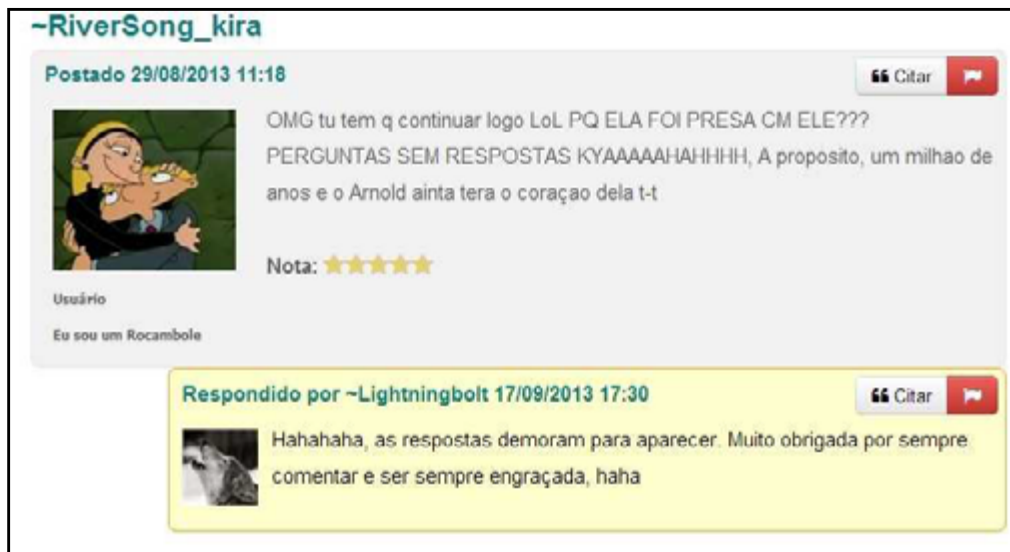 ~RiverSong_kira
Postado 29/08/2013 11:18
Citar
OMG tu tem q continuar logo LoL PQ ELA FOI PRESA CM ELE???
PERGUNTAS SEM RESPOSTAS KYAAAAAHAHHHH, A proposito, um milhao de
anos e o Arnold ainta tera o coraçao dela t-t
Nota:
Usuário
Eu sou um Rocambole
Respondido por ~Lightningbolt 17/09/2013 17:30
Citar
Hahahaha, as respostas demoram para aparecer. Muito obrigada por sempre
comentar e ser sempre engraçada, haha